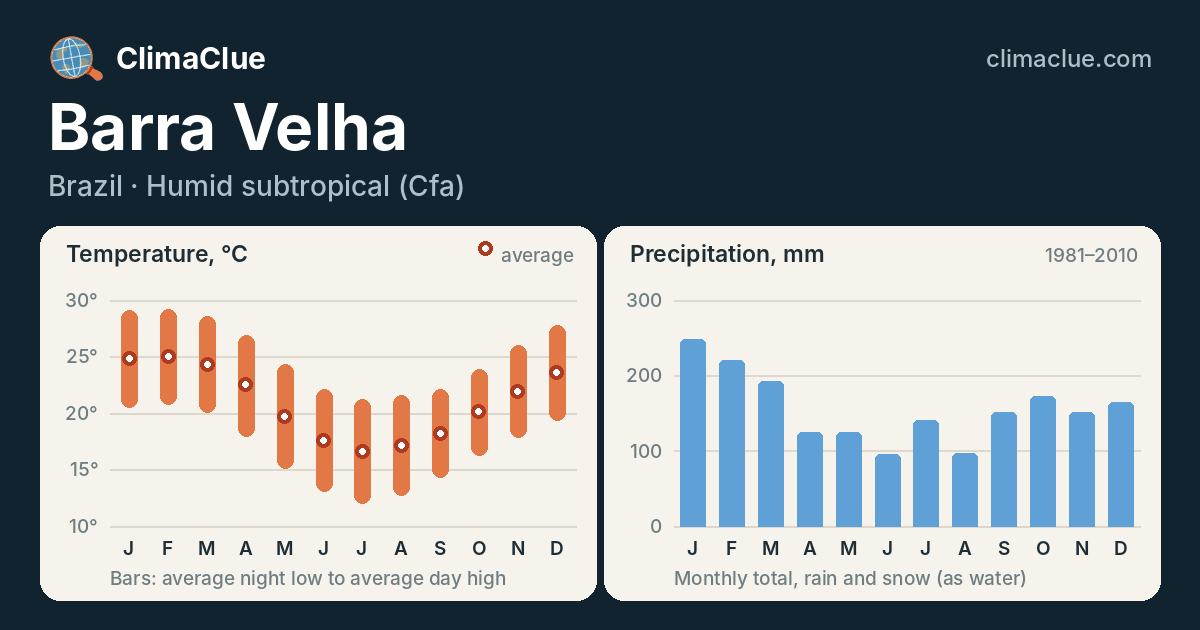 ClimaClue
climaclue.com
Barra Velha
Brazil · Humid subtropical (Cfa)
Temperature, °C
average
30°
25°
20°
15°
10°
J F M A M J J A S O N D
Bars: average night low to average day high
Precipitation, mm
1981–2010
300
200
100
0
J F M A M J J A S O N D
Monthly total, rain and snow (as water)